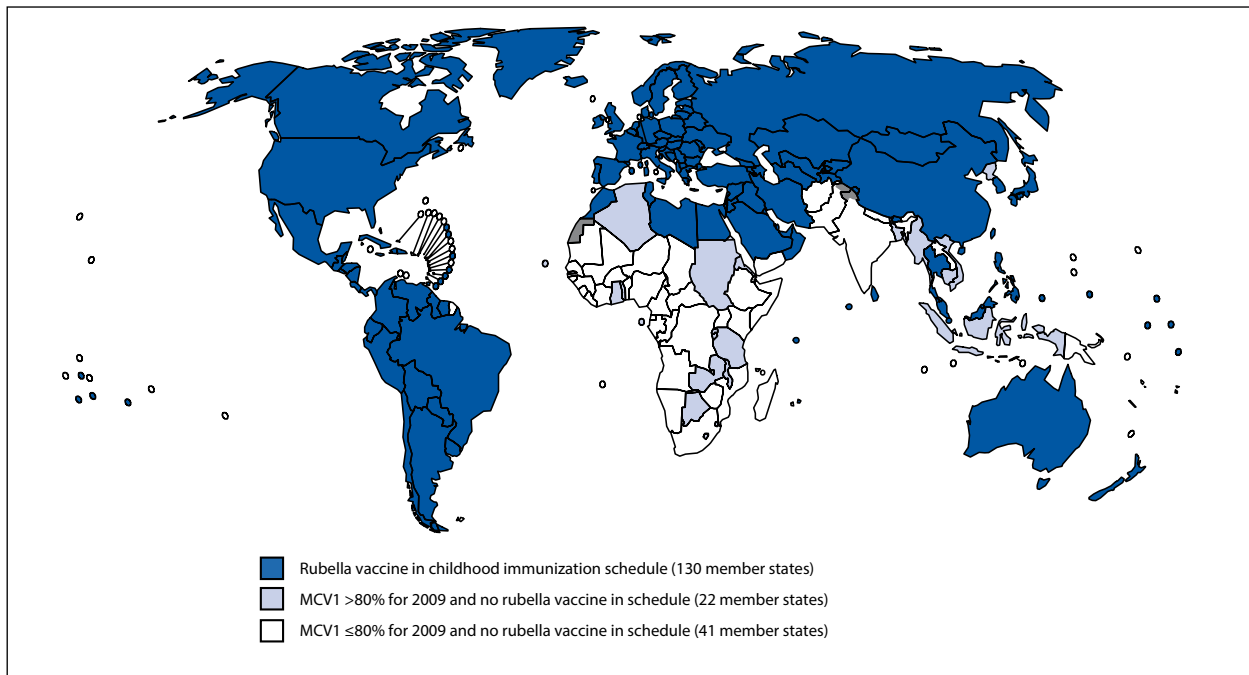 Rubella vaccine in childhood immunization schedule (130 member states)
MCV1 >80% for 2009 and no rubella vaccine in schedule (22 member states)
MCV1 ≤80% for 2009 and no rubella vaccine in schedule (41 member states)